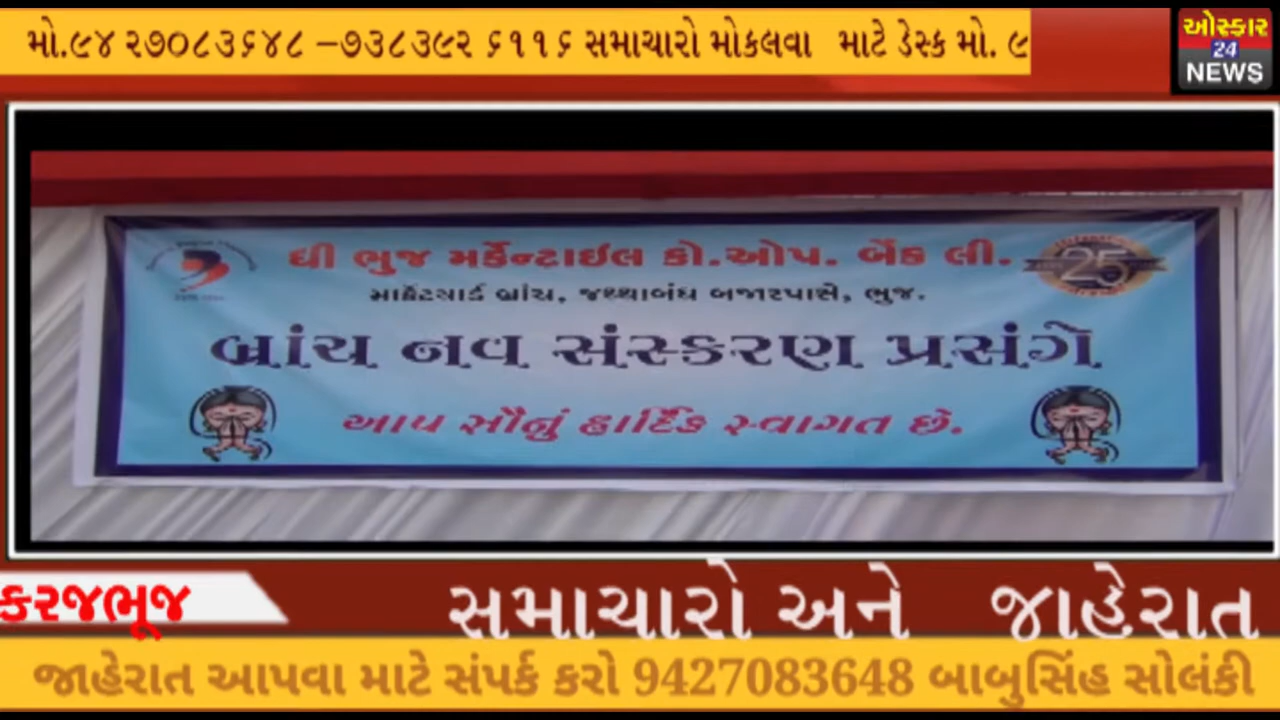 મો.૯૪ ૨૭૦૮૩૬૪૮ –૭૩૮૩૯૨ ૬૧૧૬ સમાચારો મોકલવા માટે ડેસ્ક મો. ૯
ઓસ્કાર
24
NEWS
ધી ભુજ મર્કેન્ટાઇલ કો.ઓપ. બેંક લી.
25
માર્કેટયાર્ડ બ્રાંચ, જથ્થાબંધ બજારપાસે, ભુજ.
બ્રાંચ નવ સંસ્કરણ પ્રસંગે
આપ સૌનું હાર્દિક સ્વાગત છે.
કરજભૂજ
સમાચારો અને જાહેરાત
જાહેરાત આપવા માટે સંપર્ક કરો 9427083648 બાબુસિંહ સોલંકી